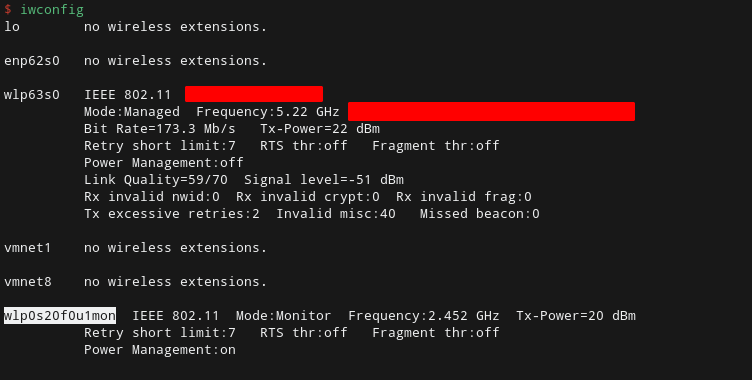 $ iwconfig
lo        no wireless extensions.
enp62s0   no wireless extensions.
wlp63s0   IEEE 802.11
          Mode:Managed  Frequency:5.22 GHz
          Bit Rate=173.3 Mb/s   Tx-Power=22 dBm
          Retry short limit:7   RTS thr:off   Fragment thr:off
          Power Management:off
          Link Quality=59/70  Signal level=-51 dBm
          Rx invalid nwid:0  Rx invalid crypt:0  Rx invalid frag:0
          Tx excessive retries:2  Invalid misc:40   Missed beacon:0
vmnet1    no wireless extensions.
vmnet8    no wireless extensions.
wlp0s20f0u1mon  IEEE 802.11  Mode:Monitor  Frequency:2.452 GHz  Tx-Power=20 dBm
          Retry short limit:7   RTS thr:off   Fragment thr:off
          Power Management:on